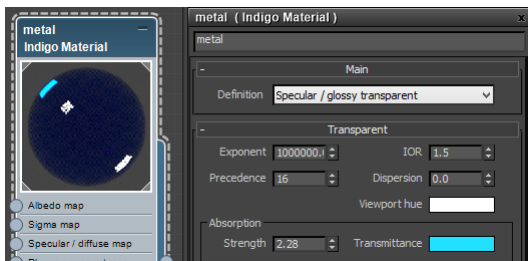 metal
Indigo Material
Albedo map
Sigma map
Specular / diffuse map
metal ( Indigo Material )
x
metal
- Main
Definition Specular / glossy transparent
- Transparent
Exponent 1000000.( IOR 1.5
Precedence 16 Dispersion 0.0
Viewport hue
Absorption
Strength 2.28 Transmittance